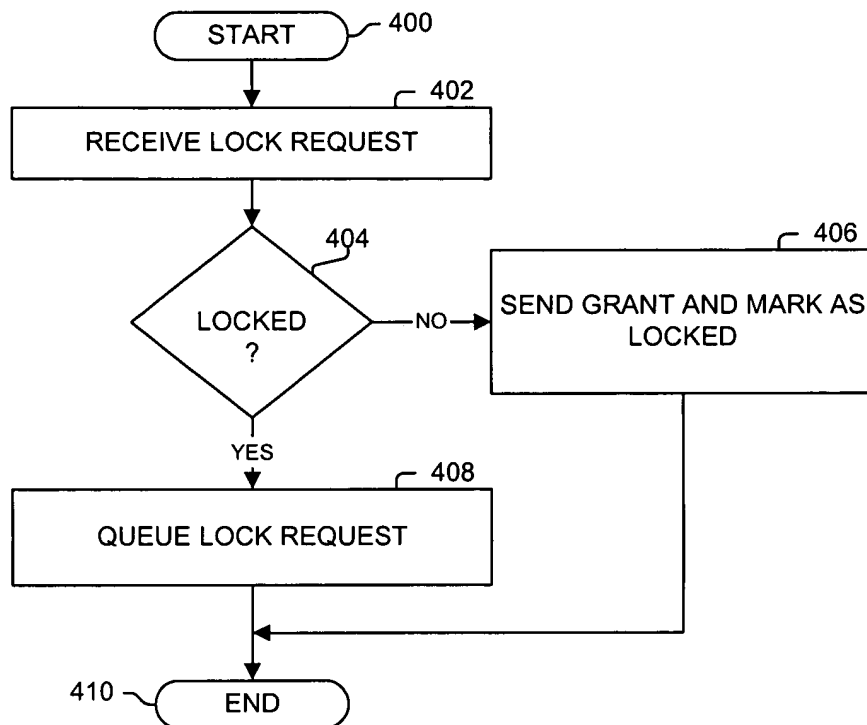 START
400
402
RECEIVE LOCK REQUEST
404
LOCKED
?
NO
406
SEND GRANT AND MARK AS
LOCKED
YES
408
QUEUE LOCK REQUEST
410
END